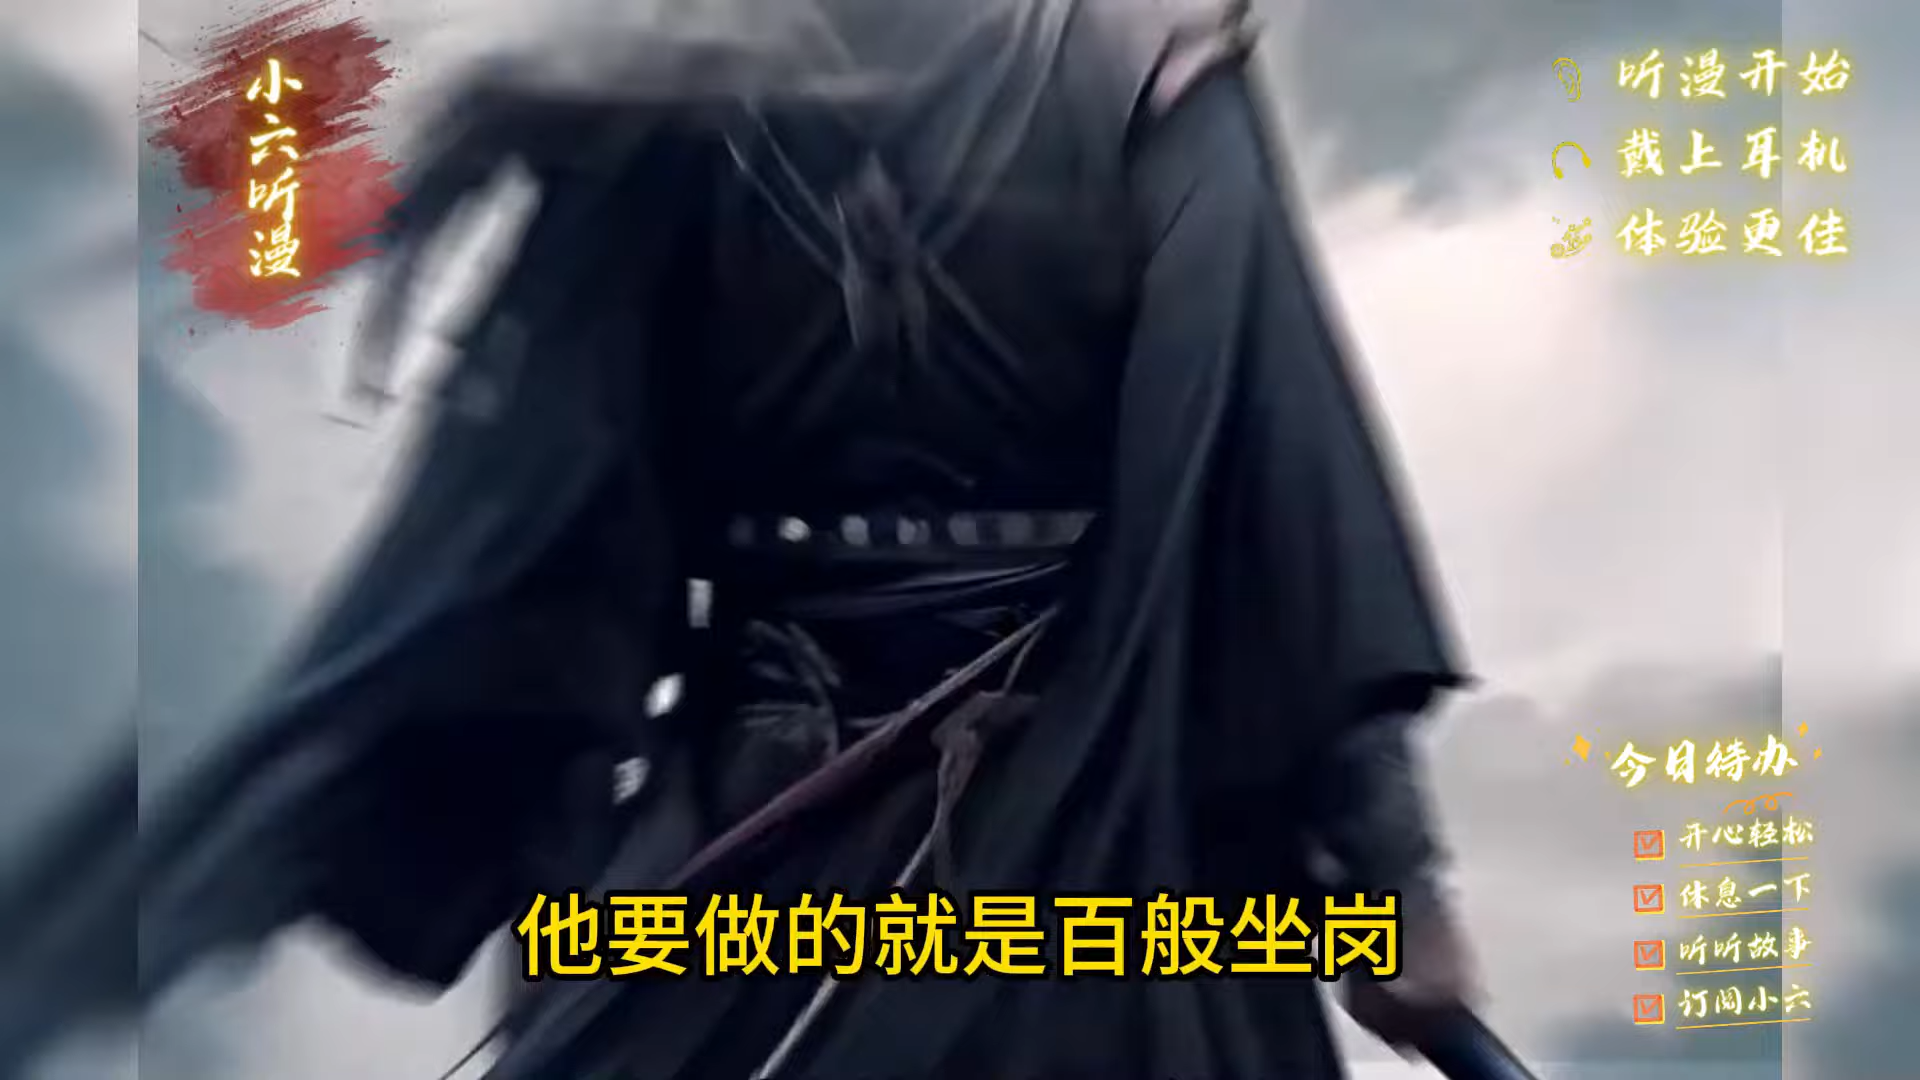 小六听漫
听漫开始
戴上耳机
体验更佳
今日待办
开心轻松
休息一下
听听故事
订阅小六
他要做的就是百般坐岗